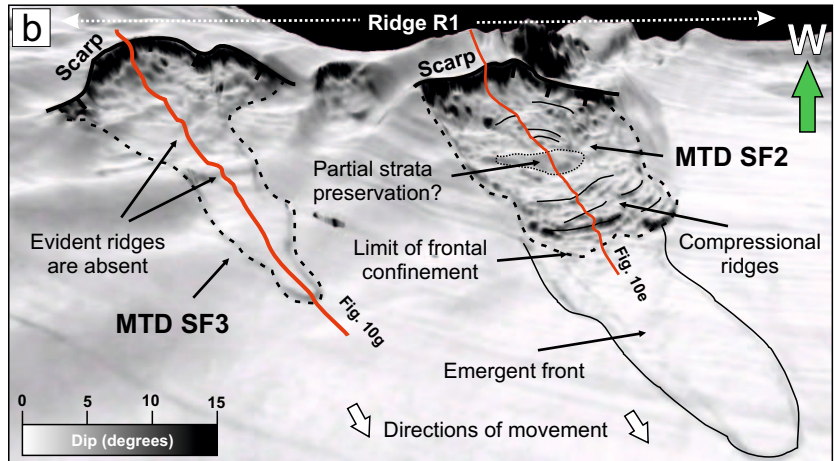 b
Ridge R1
W
Scarp
Scarp
MTD SF2
Partial strata
preservation?
Evident ridges
are absent
Limit of frontal
confinement
Compressional
ridges
MTD SF3
Fig. 10g
Fig. 10e
Emergent front
0 5 10 15
Dip (degrees)
Directions of movement